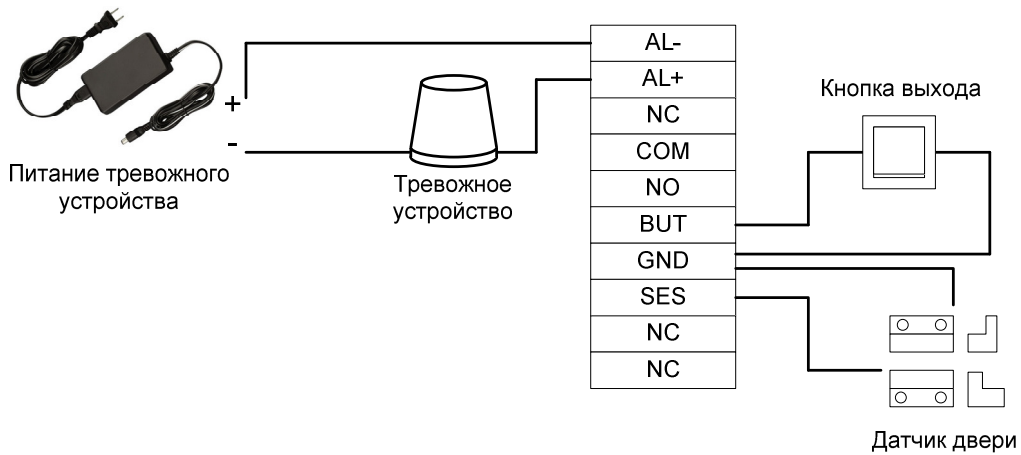 +
-
Питание тревожного
устройства
Тревожное
устройство
AL-
AL+
NC
COM
NO
BUT
GND
SES
NC
NC
Кнопка выхода
Датчик двери